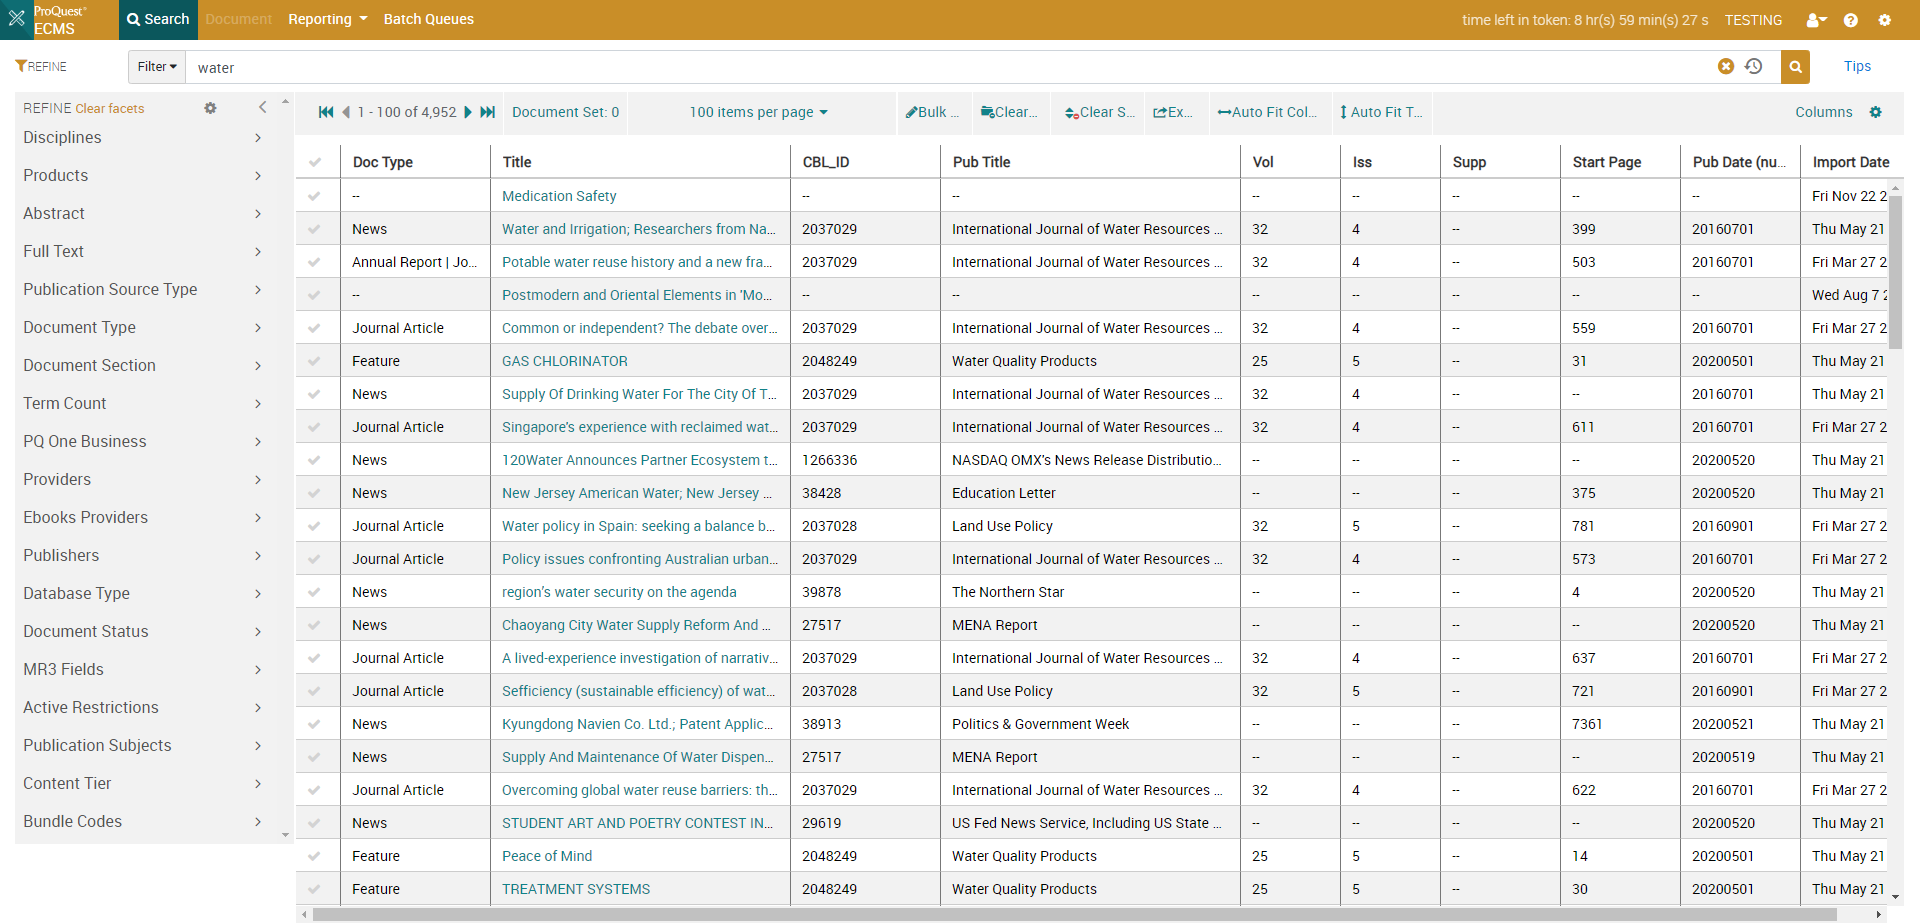 ProQuest®
ECMS
Search Document Reporting Batch Queues time left in token: 8 hr(s) 59 min(s) 27 s TESTING
REFINE Filter water Tips
REFINE Clear facets
Disciplines
Products
Abstract
Full Text
Publication Source Type
Document Type
Document Section
Term Count
PQ One Business
Providers
Ebooks Providers
Publishers
Database Type
Document Status
MR3 Fields
Active Restrictions
Publication Subjects
Content Tier
Bundle Codes
1 - 100 of 4,952 Document Set: 0 100 items per page Bulk ... Clear... Clear S... Ex... Auto Fit Col... Auto Fit T... Columns
Doc Type Title CBL_ID Pub Title Vol Iss Supp Start Page Pub Date (nu... Import Date
-- Medication Safety -- -- -- -- -- -- -- Fri Nov 22 2
News Water and Irrigation; Researchers from Na... 2037029 International Journal of Water Resources ... 32 4 -- 399 20160701 Thu May 21
Annual Report | Jo... Potable water reuse history and a new fra... 2037029 International Journal of Water Resources ... 32 4 -- 503 20160701 Fri Mar 27 2
-- Postmodern and Oriental Elements in 'Mo... -- -- -- -- -- -- -- Wed Aug 7 2
Journal Article Common or independent? The debate over... 2037029 International Journal of Water Resources ... 32 4 -- 559 20160701 Fri Mar 27 2
Feature GAS CHLORINATOR 2048249 Water Quality Products 25 5 -- 31 20200501 Thu May 21
News Supply Of Drinking Water For The City Of T... 2037029 International Journal of Water Resources ... 32 4 -- -- 20160701 Thu May 21
Journal Article Singapore's experience with reclaimed wat... 2037029 International Journal of Water Resources ... 32 4 -- 611 20160701 Fri Mar 27 2
News 120Water Announces Partner Ecosystem t... 1266336 NASDAQ OMX's News Release Distributio... -- -- -- -- 20200520 Thu May 21
News New Jersey American Water; New Jersey ... 38428 Education Letter -- -- -- 375 20200520 Thu May 21
Journal Article Water policy in Spain: seeking a balance b... 2037028 Land Use Policy 32 5 -- 781 20160901 Fri Mar 27 2
Journal Article Policy issues confronting Australian urban... 2037029 International Journal of Water Resources ... 32 4 -- 573 20160701 Fri Mar 27 2
News region's water security on the agenda 39878 The Northern Star -- -- -- 4 20200520 Thu May 21
News Chaoyang City Water Supply Reform And ... 27517 MENA Report -- -- -- -- 20200520 Thu May 21
Journal Article A lived-experience investigation of narrativ... 2037029 International Journal of Water Resources ... 32 4 -- 637 20160701 Fri Mar 27 2
Journal Article Sefficiency (sustainable efficiency) of wat... 2037028 Land Use Policy 32 5 -- 721 20160901 Fri Mar 27 2
News Kyungdong Navien Co. Ltd.; Patent Applic... 38913 Politics & Government Week -- -- -- 7361 20200521 Thu May 21
News Supply And Maintenance Of Water Dispen... 27517 MENA Report -- -- -- -- 20200519 Thu May 21
Journal Article Overcoming global water reuse barriers: th... 2037029 International Journal of Water Resources ... 32 4 -- 622 20160701 Fri Mar 27 2
News STUDENT ART AND POETRY CONTEST IN... 29619 US Fed News Service, Including US State ... -- -- -- -- 20200520 Thu May 21
Feature Peace of Mind 2048249 Water Quality Products 25 5 -- 14 20200501 Thu May 21
Feature TREATMENT SYSTEMS 2048249 Water Quality Products 25 5 -- 30 20200501 Thu May 21